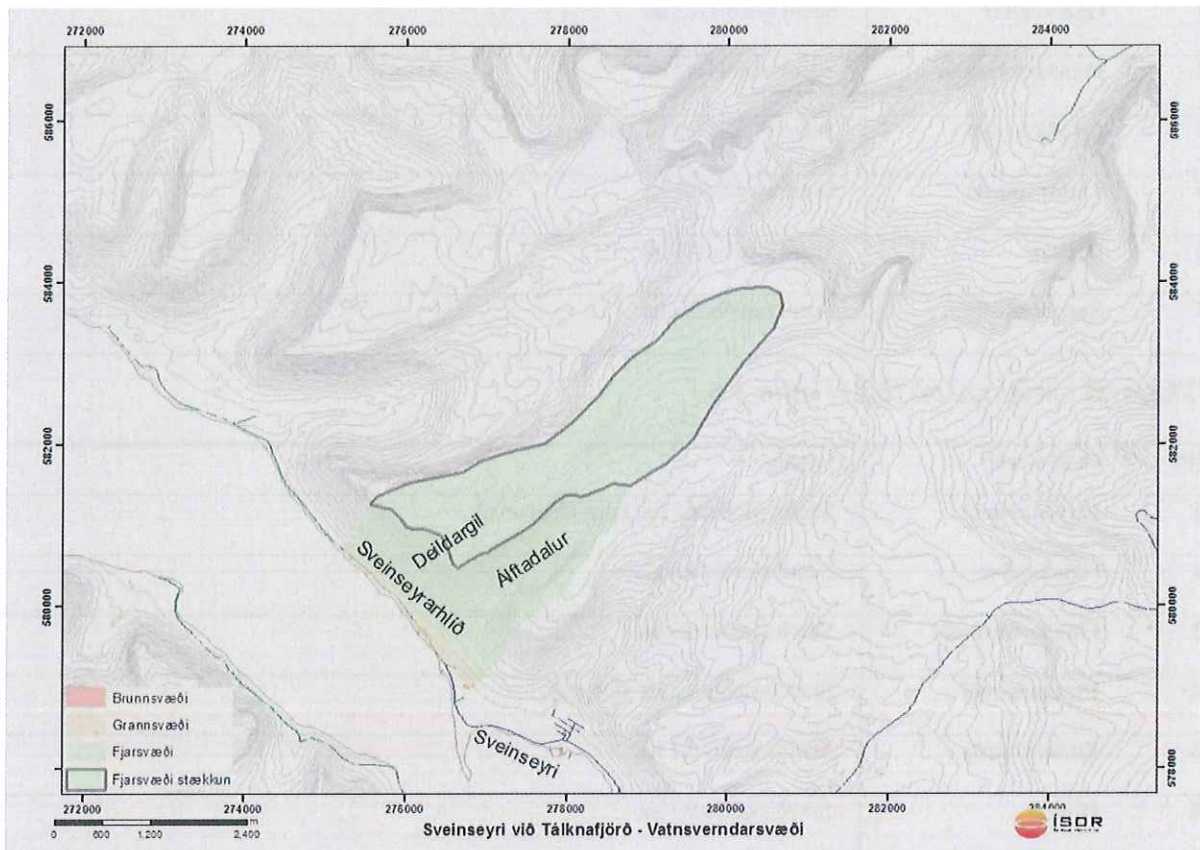 272000 274000 276000 278000 280000 282000 284000
586000 586000
584000 584000
582000 582000
580000 580000
578000
Deildargil
Álftadalur
Sveinseyrarhlíð
Sveinseyri
Brunnsvæði
Grannsvæði
Fjarsvæði
Fjarsvæði stækkun
272000 274000 276000 278000 280000 282000 284000
0 600 1,200 2,400 m
Sveinseyri við Tálknafjörð - Vatnsverndarsvæði
ÍSOR